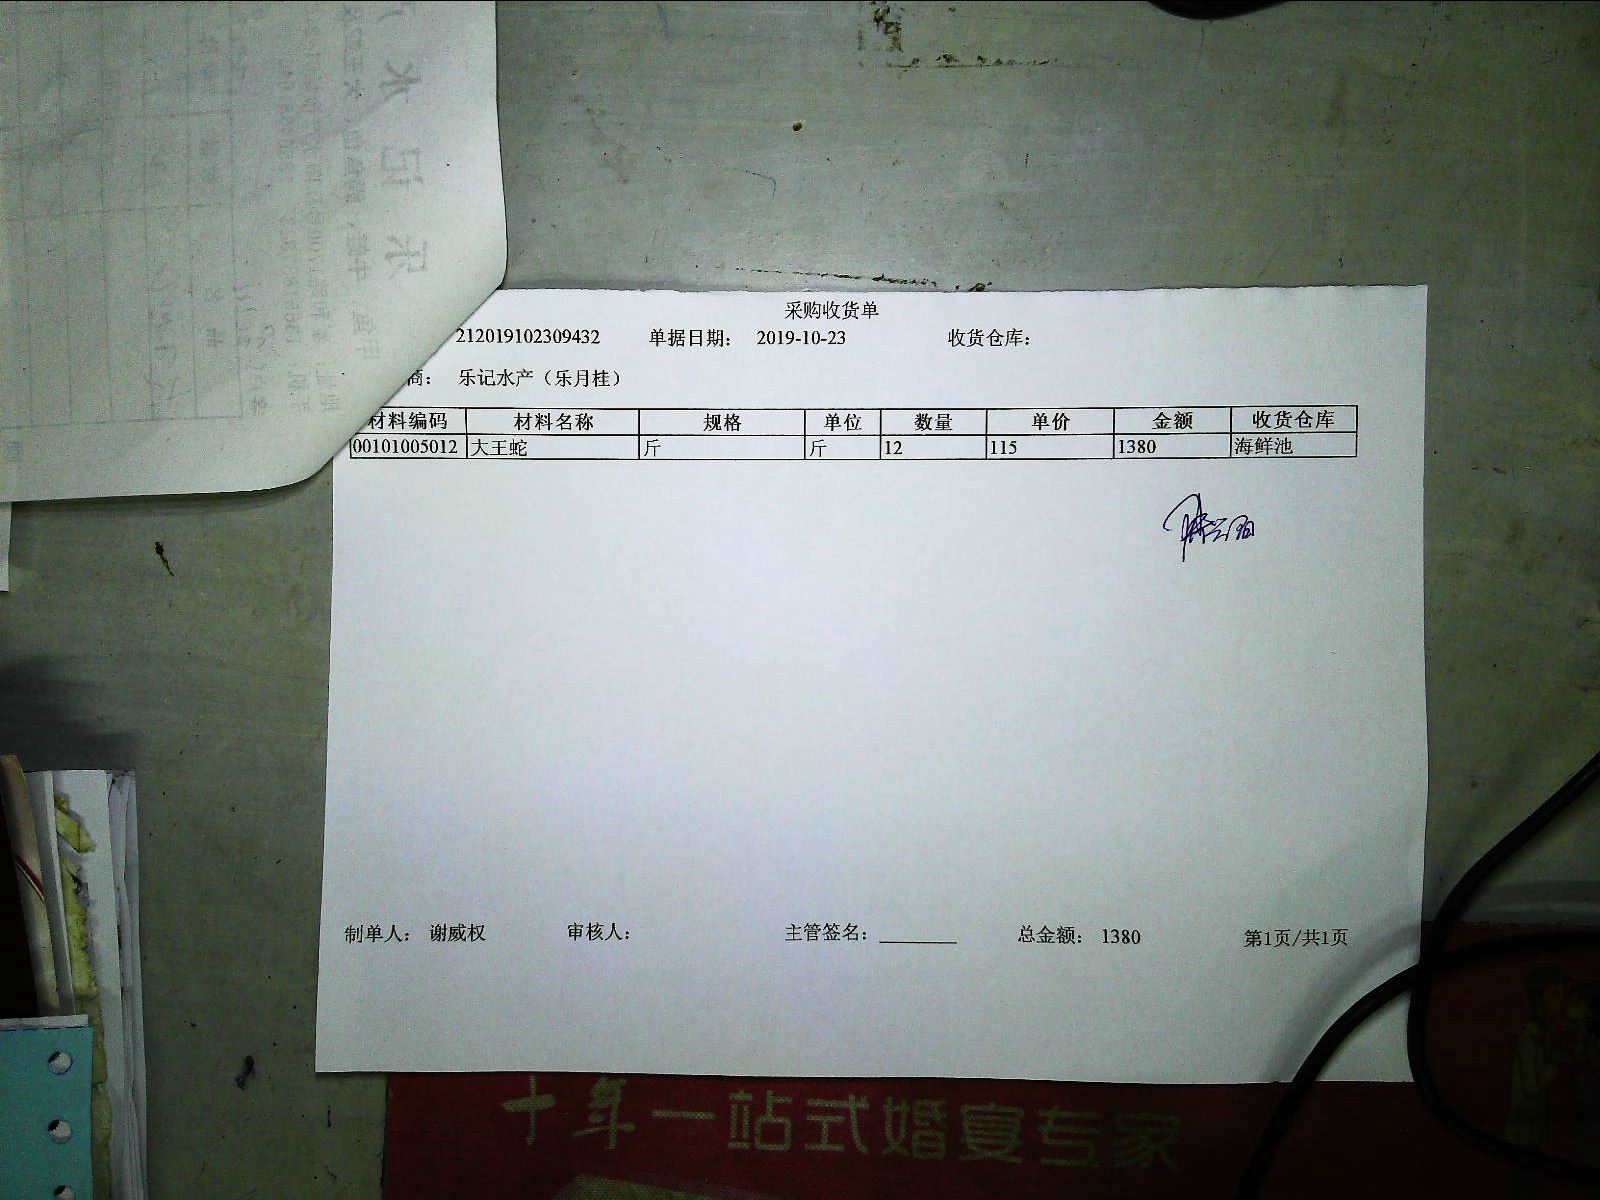 采购收货单
212019102309432 单据日期： 2019-10-23 收货仓库：
商： 乐记水产（乐月桂）
材料编码 材料名称 规格 单位 数量 单价 金额 收货仓库
00101005012 大王蛇 斤 斤 12 115 1380 海鲜池
制单人： 谢威权 审核人： 主管签名： 总金额： 1380 第1页/共1页
十年一站式婚宴专家